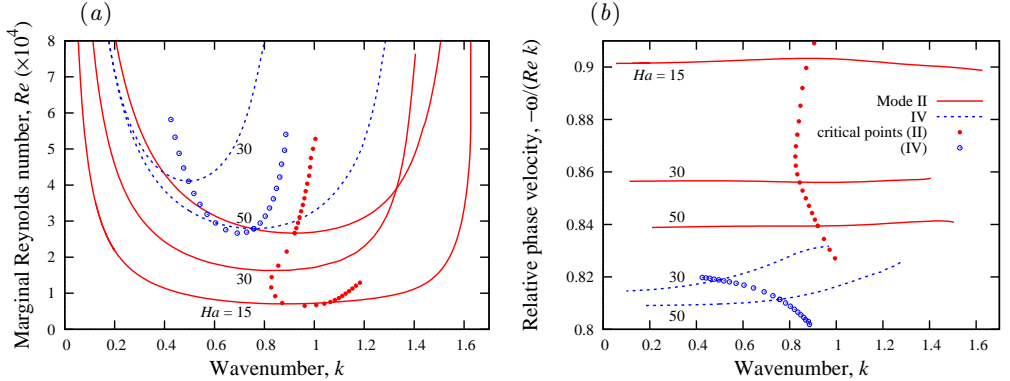 (a)
Marginal Reynolds number, Re (×10⁴)
8
7
6
5
4
3
2
1
0
30
50
30
Ha = 15
0 0.2 0.4 0.6 0.8 1 1.2 1.4 1.6
Wavenumber, k
(b)
Relative phase velocity, −ω/(Re k)
0.9
0.88
0.86
0.84
0.82
0.8
Ha = 15
Mode II
IV
critical points (II)
(IV)
30
50
30
50
0 0.2 0.4 0.6 0.8 1 1.2 1.4 1.6
Wavenumber, k